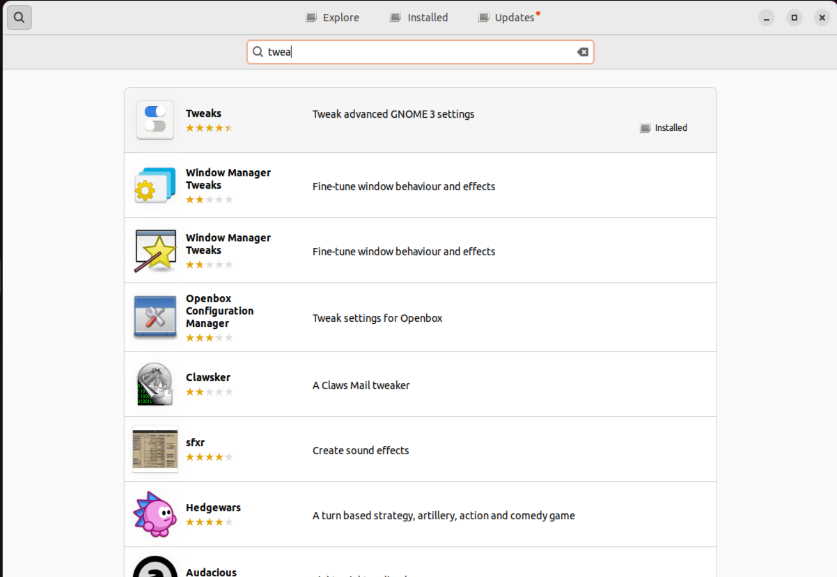 Explore
Installed
Updates
twea
Tweaks
Tweak advanced GNOME 3 settings
Installed
Window Manager
Tweaks
Fine-tune window behaviour and effects
Window Manager
Tweaks
Fine-tune window behaviour and effects
Openbox
Configuration
Manager
Tweak settings for Openbox
Clawsker
A Claws Mail tweaker
sfxr
Create sound effects
Hedgewars
A turn based strategy, artillery, action and comedy game
Audacious